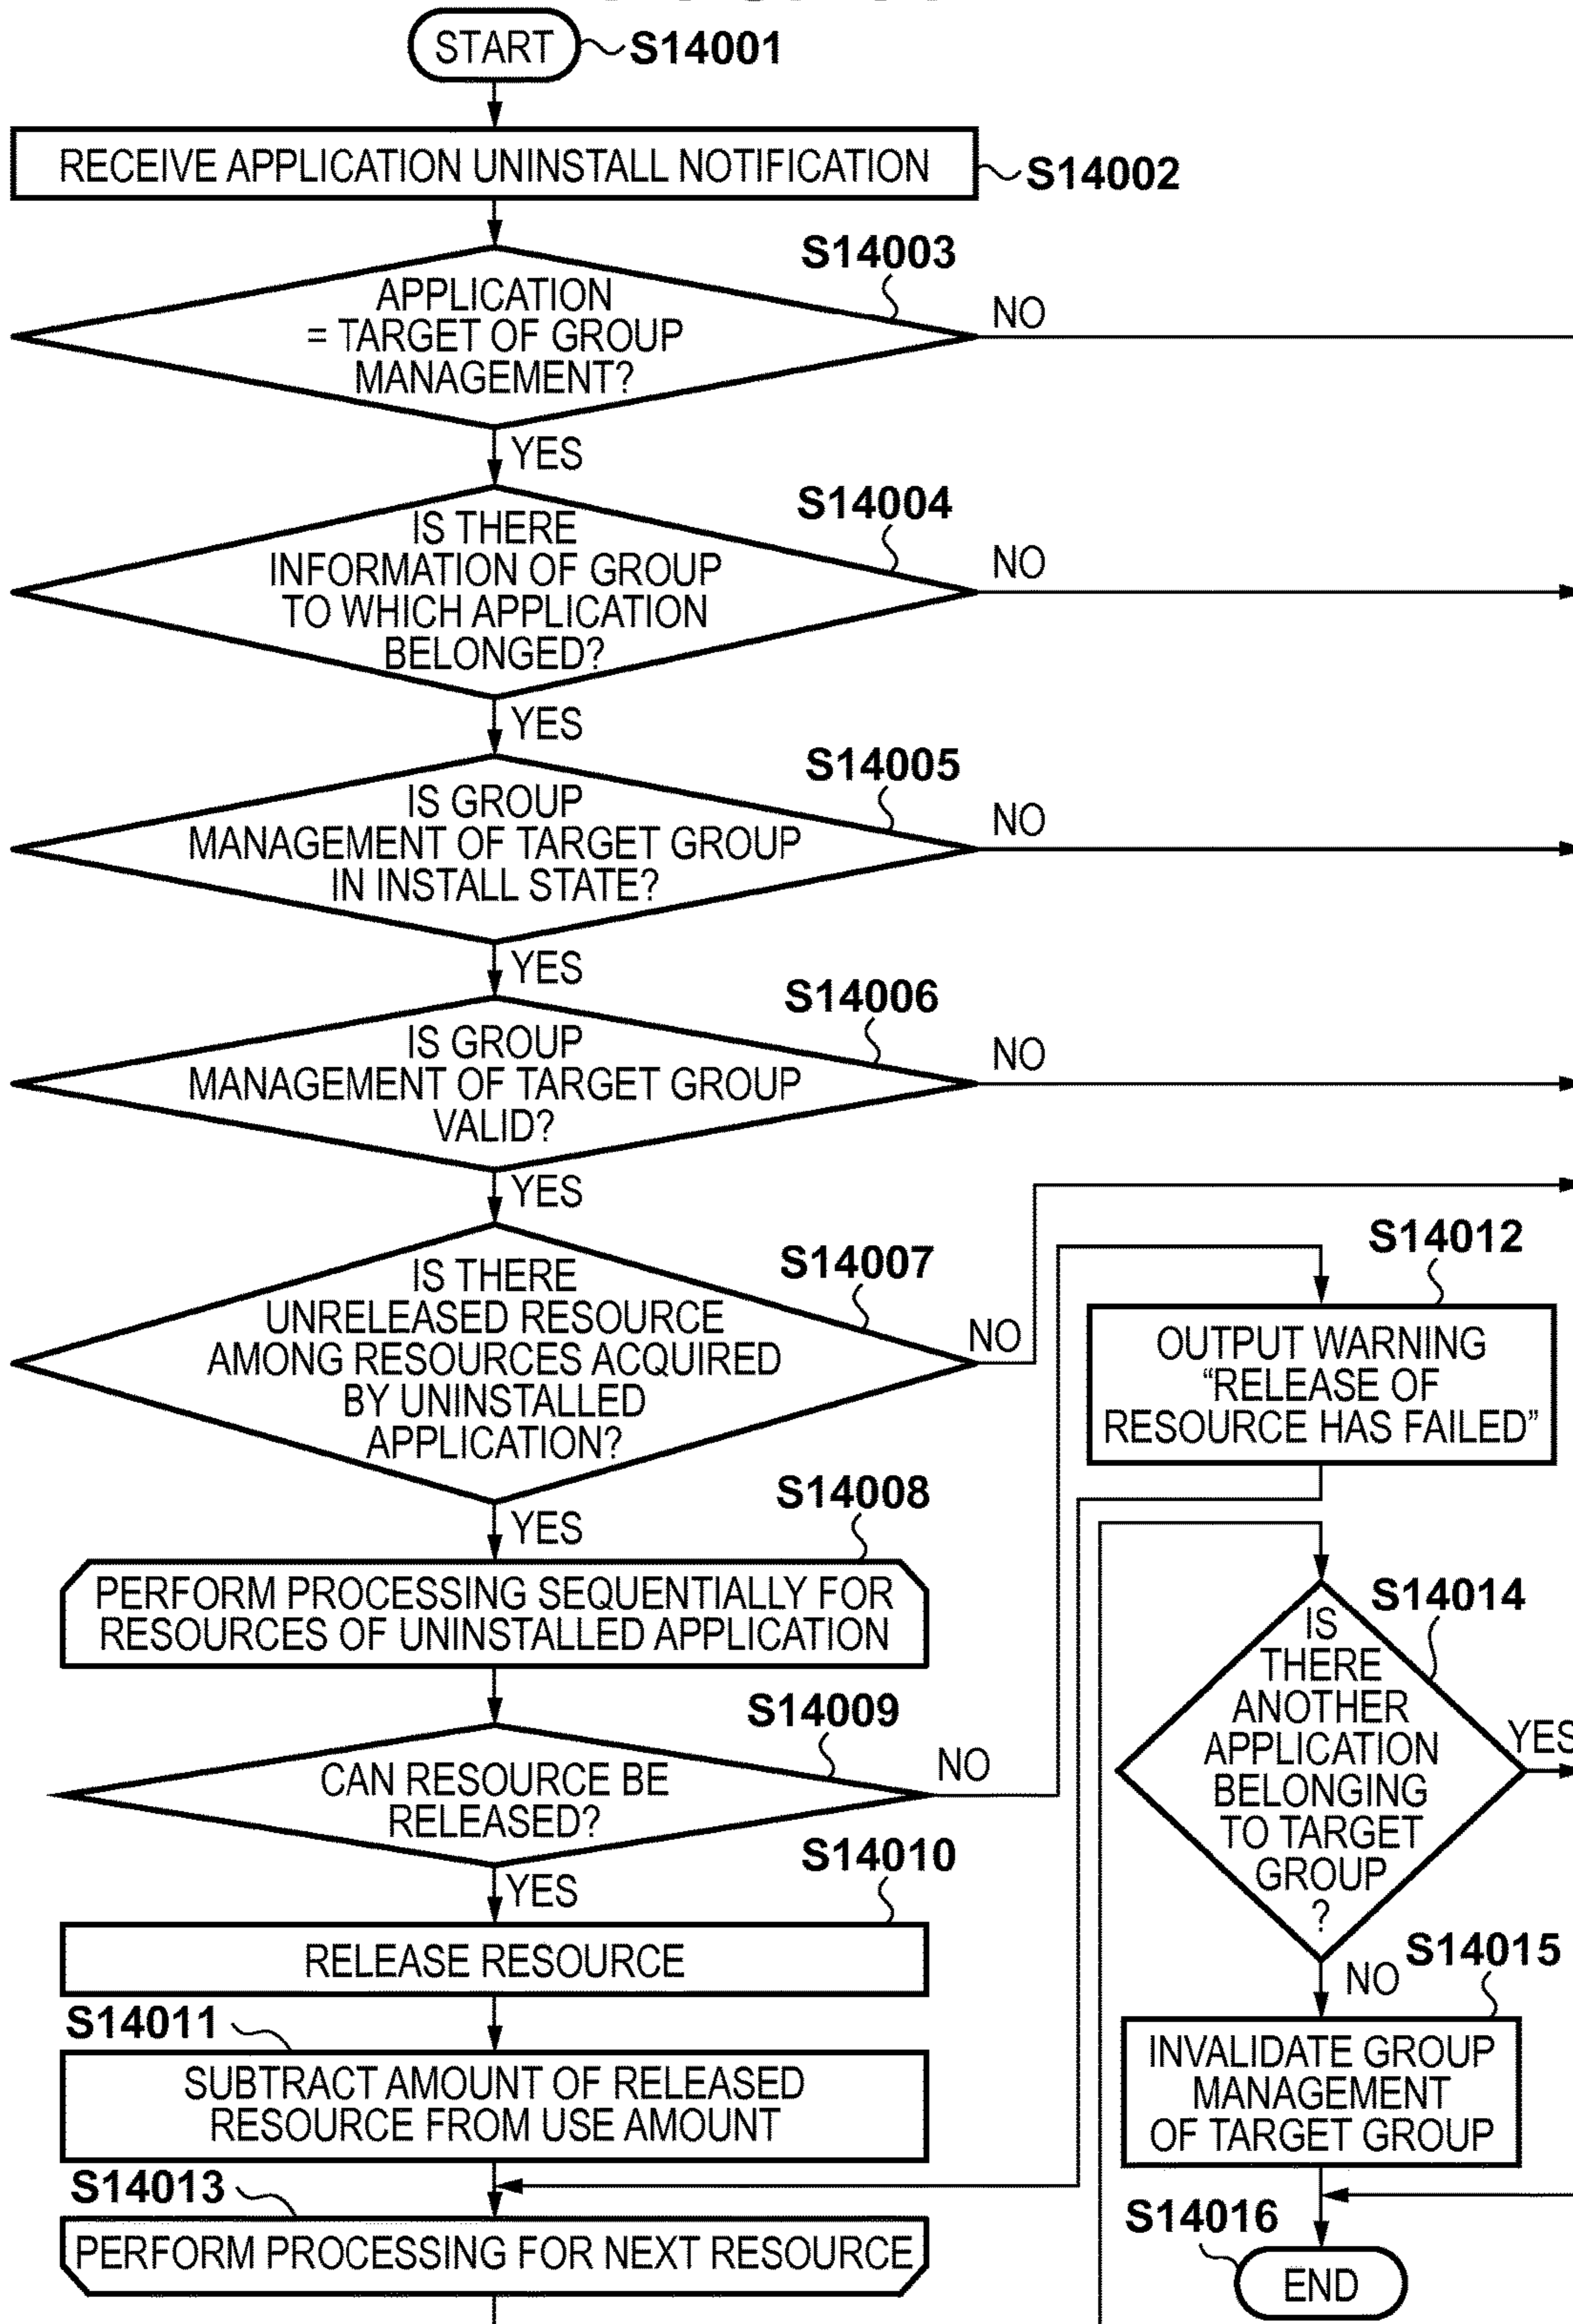 START
S14001
RECEIVE APPLICATION UNINSTALL NOTIFICATION
S14002
S14003
APPLICATION
= TARGET OF GROUP
MANAGEMENT?
NO
YES
S14004
IS THERE
INFORMATION OF GROUP
TO WHICH APPLICATION
BELONGED?
NO
YES
S14005
IS GROUP
MANAGEMENT OF TARGET GROUP
IN INSTALL STATE?
NO
YES
S14006
IS GROUP
MANAGEMENT OF TARGET GROUP
VALID?
NO
YES
S14007
IS THERE
UNRELEASED RESOURCE
AMONG RESOURCES ACQUIRED
BY UNINSTALLED
APPLICATION?
NO
YES
S14008
PERFORM PROCESSING SEQUENTIALLY FOR
RESOURCES OF UNINSTALLED APPLICATION
S14009
CAN RESOURCE BE
RELEASED?
NO
YES
S14010
RELEASE RESOURCE
S14011
SUBTRACT AMOUNT OF RELEASED
RESOURCE FROM USE AMOUNT
S14013
PERFORM PROCESSING FOR NEXT RESOURCE
S14012
OUTPUT WARNING
“RELEASE OF
RESOURCE HAS FAILED”
S14014
IS
THERE
ANOTHER
APPLICATION
BELONGING
TO TARGET
GROUP
?
YES
NO
S14015
INVALIDATE GROUP
MANAGEMENT
OF TARGET GROUP
S14016
END